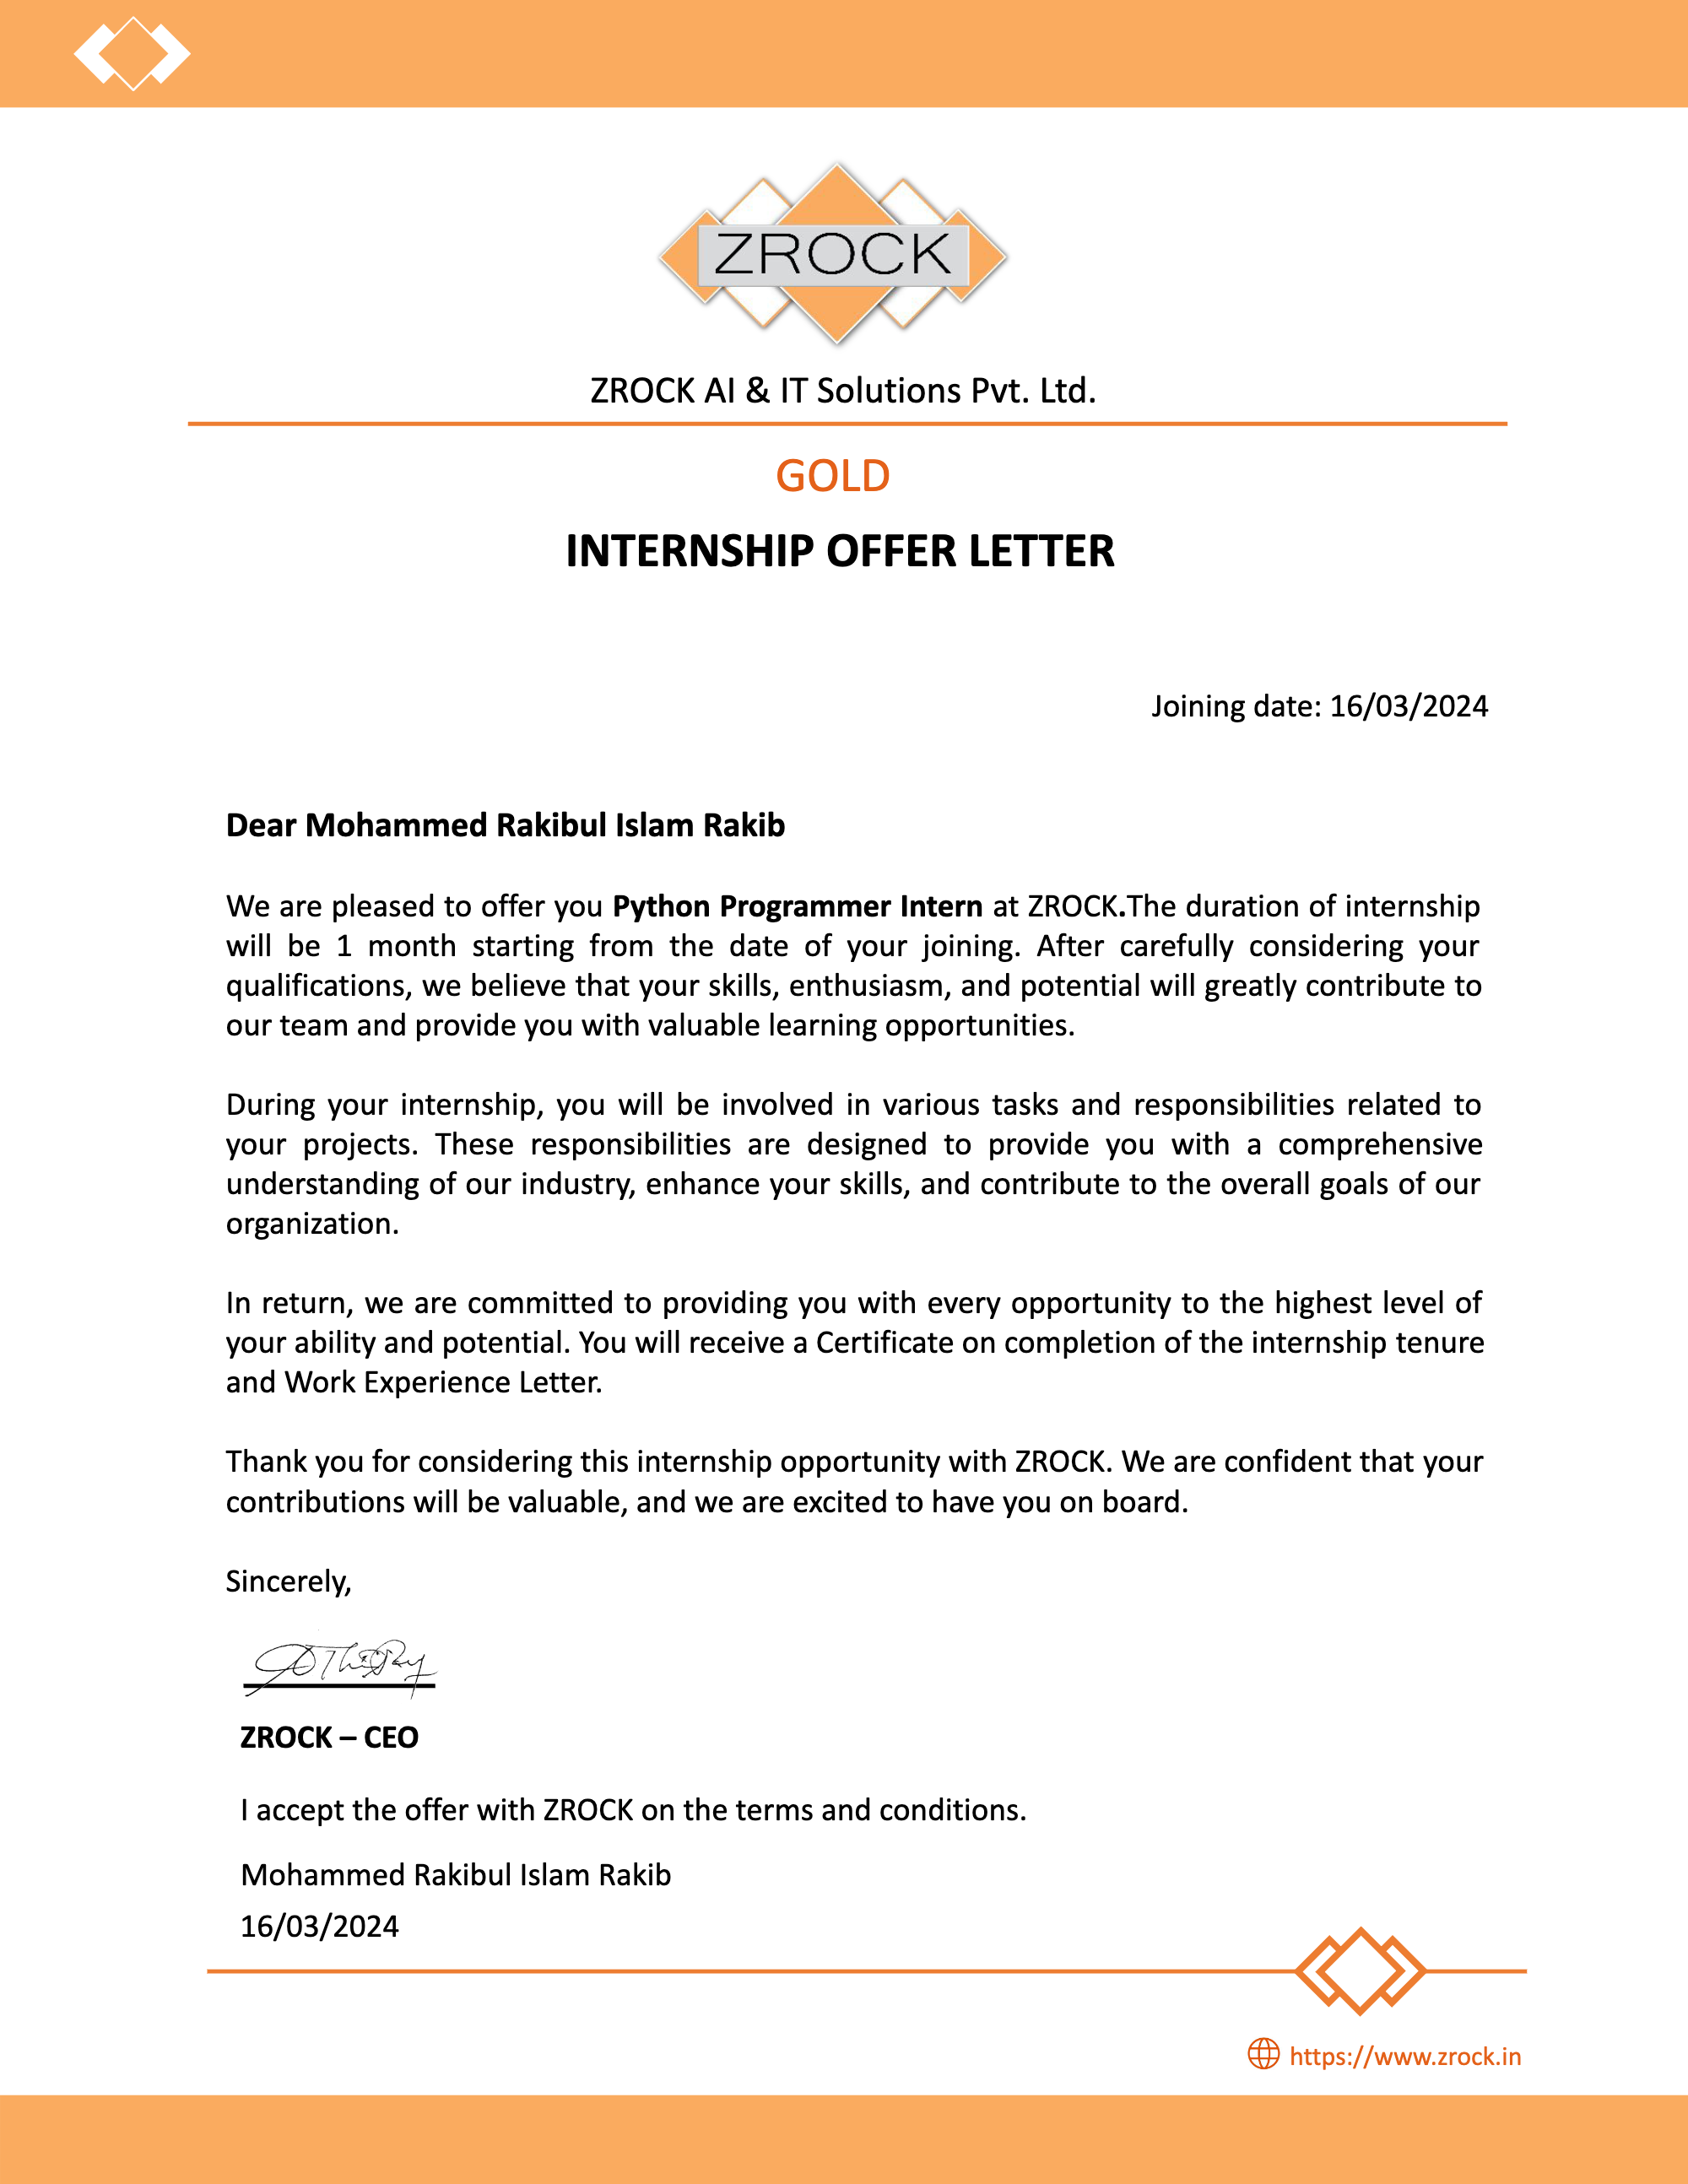 ZROCK
ZROCK AI & IT Solutions Pvt. Ltd.
GOLD
INTERNSHIP OFFER LETTER
Joining date: 16/03/2024
Dear Mohammed Rakibul Islam Rakib
We are pleased to offer you Python Programmer Intern at ZROCK.The duration of internship
will be 1 month starting from the date of your joining. After carefully considering your
qualifications, we believe that your skills, enthusiasm, and potential will greatly contribute to
our team and provide you with valuable learning opportunities.
During your internship, you will be involved in various tasks and responsibilities related to
your projects. These responsibilities are designed to provide you with a comprehensive
understanding of our industry, enhance your skills, and contribute to the overall goals of our
organization.
In return, we are committed to providing you with every opportunity to the highest level of
your ability and potential. You will receive a Certificate on completion of the internship tenure
and Work Experience Letter.
Thank you for considering this internship opportunity with ZROCK. We are confident that your
contributions will be valuable, and we are excited to have you on board.
Sincerely,
ZROCK – CEO
I accept the offer with ZROCK on the terms and conditions.
Mohammed Rakibul Islam Rakib
16/03/2024
https://www.zrock.in